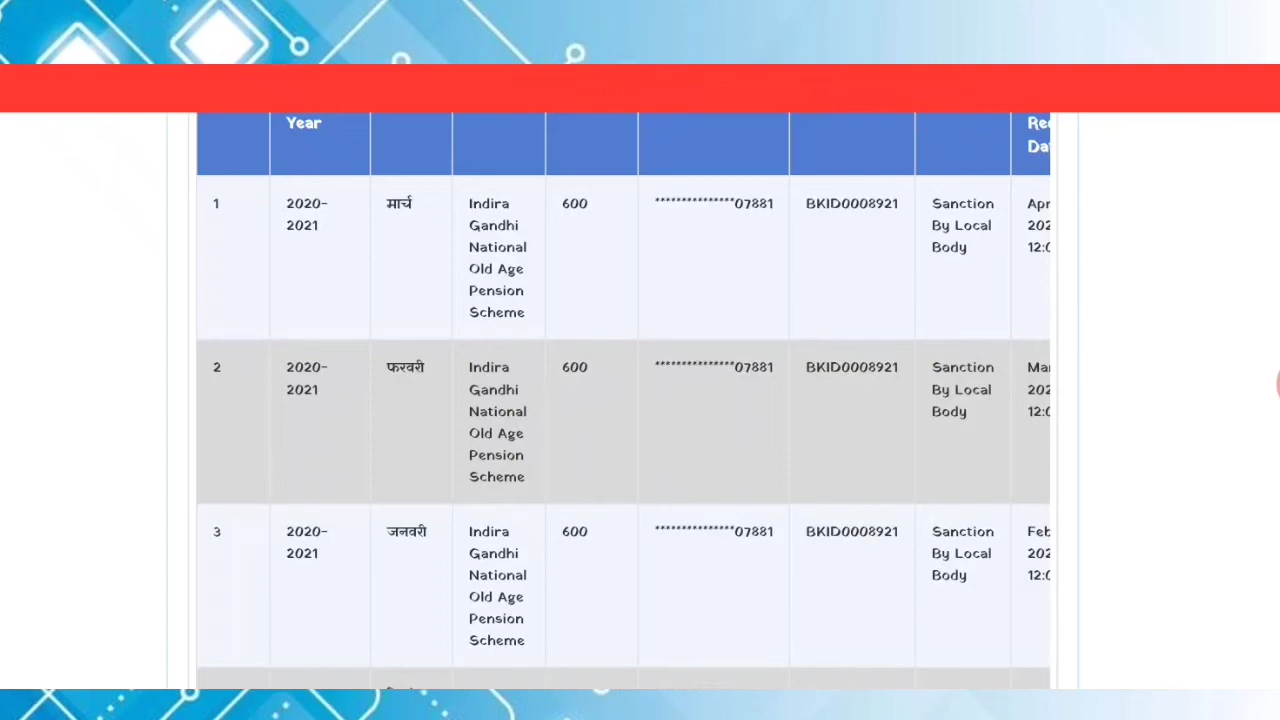 Year
1 2020- मार्च Indira 600 ***************07881 BKID0008921 Sanction Apr
2021 Gandhi By Local
National Body
Old Age
Pension
Scheme
2 2020- फरवरी Indira 600 ***************07881 BKID0008921 Sanction
2021 Gandhi By Local
National Body
Old Age
Pension
Scheme
3 2020- जनवरी Indira 600 ***************07881 BKID0008921 Sanction Feb
2021 Gandhi By Local
National Body
Old Age
Pension
Scheme